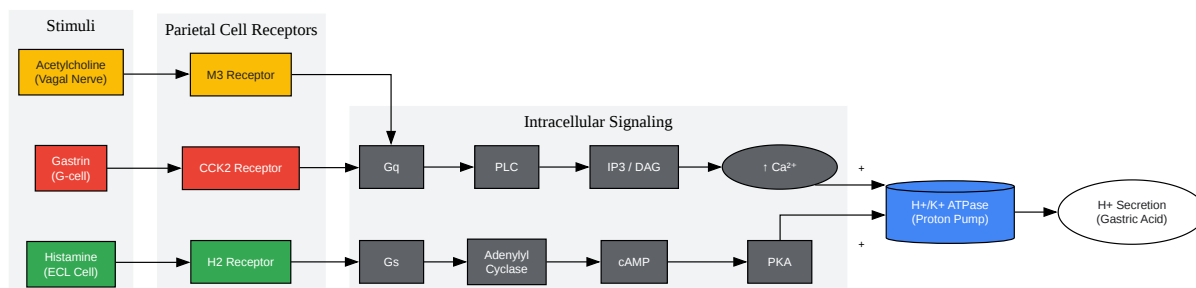 Stimuli
Parietal Cell Receptors
Intracellular Signaling
Acetylcholine
(Vagal Nerve)
M3 Receptor
Gastrin
(G-cell)
CCK2 Receptor
Gq
PLC
IP3 / DAG
↑ Ca²⁺
+
H+/K+ ATPase
(Proton Pump)
H+ Secretion
(Gastric Acid)
+
Histamine
(ECL Cell)
H2 Receptor
Gs
Adenylyl
Cyclase
cAMP
PKA